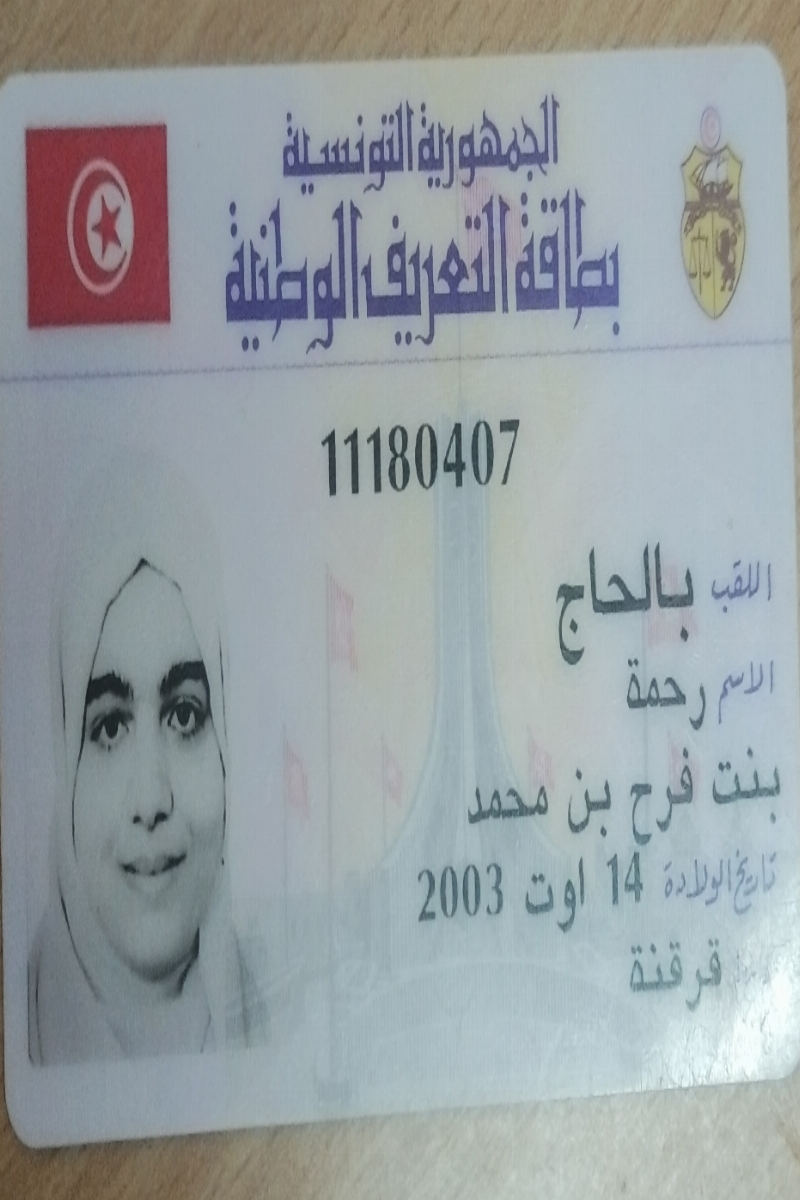 الجمهورية التونسية
بطاقة التعريف الوطنية
11180407
اللقب بالحاج
الاسم رحمة
بنت فرح بن محمد
تاريخ الولادة 14 اوت 2003
قرقنة